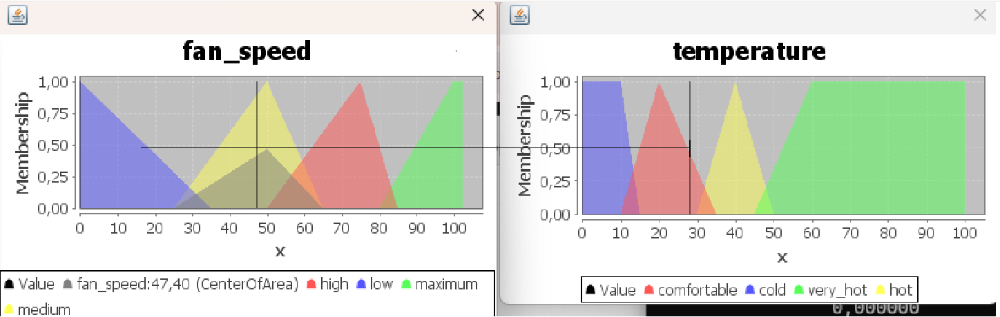 fan_speed
1,00
0,75
0,50
0,25
0,00
Membership
0 10 20 30 40 50 60 70 80 90 100
x
Value fan_speed:47,40 (CenterOfArea) high low maximum
medium
temperature
1,00
0,75
0,50
0,25
0,00
Membership
0 10 20 30 40 50 60 70 80 90 100
x
Value comfortable cold very_hot hot
0,000000